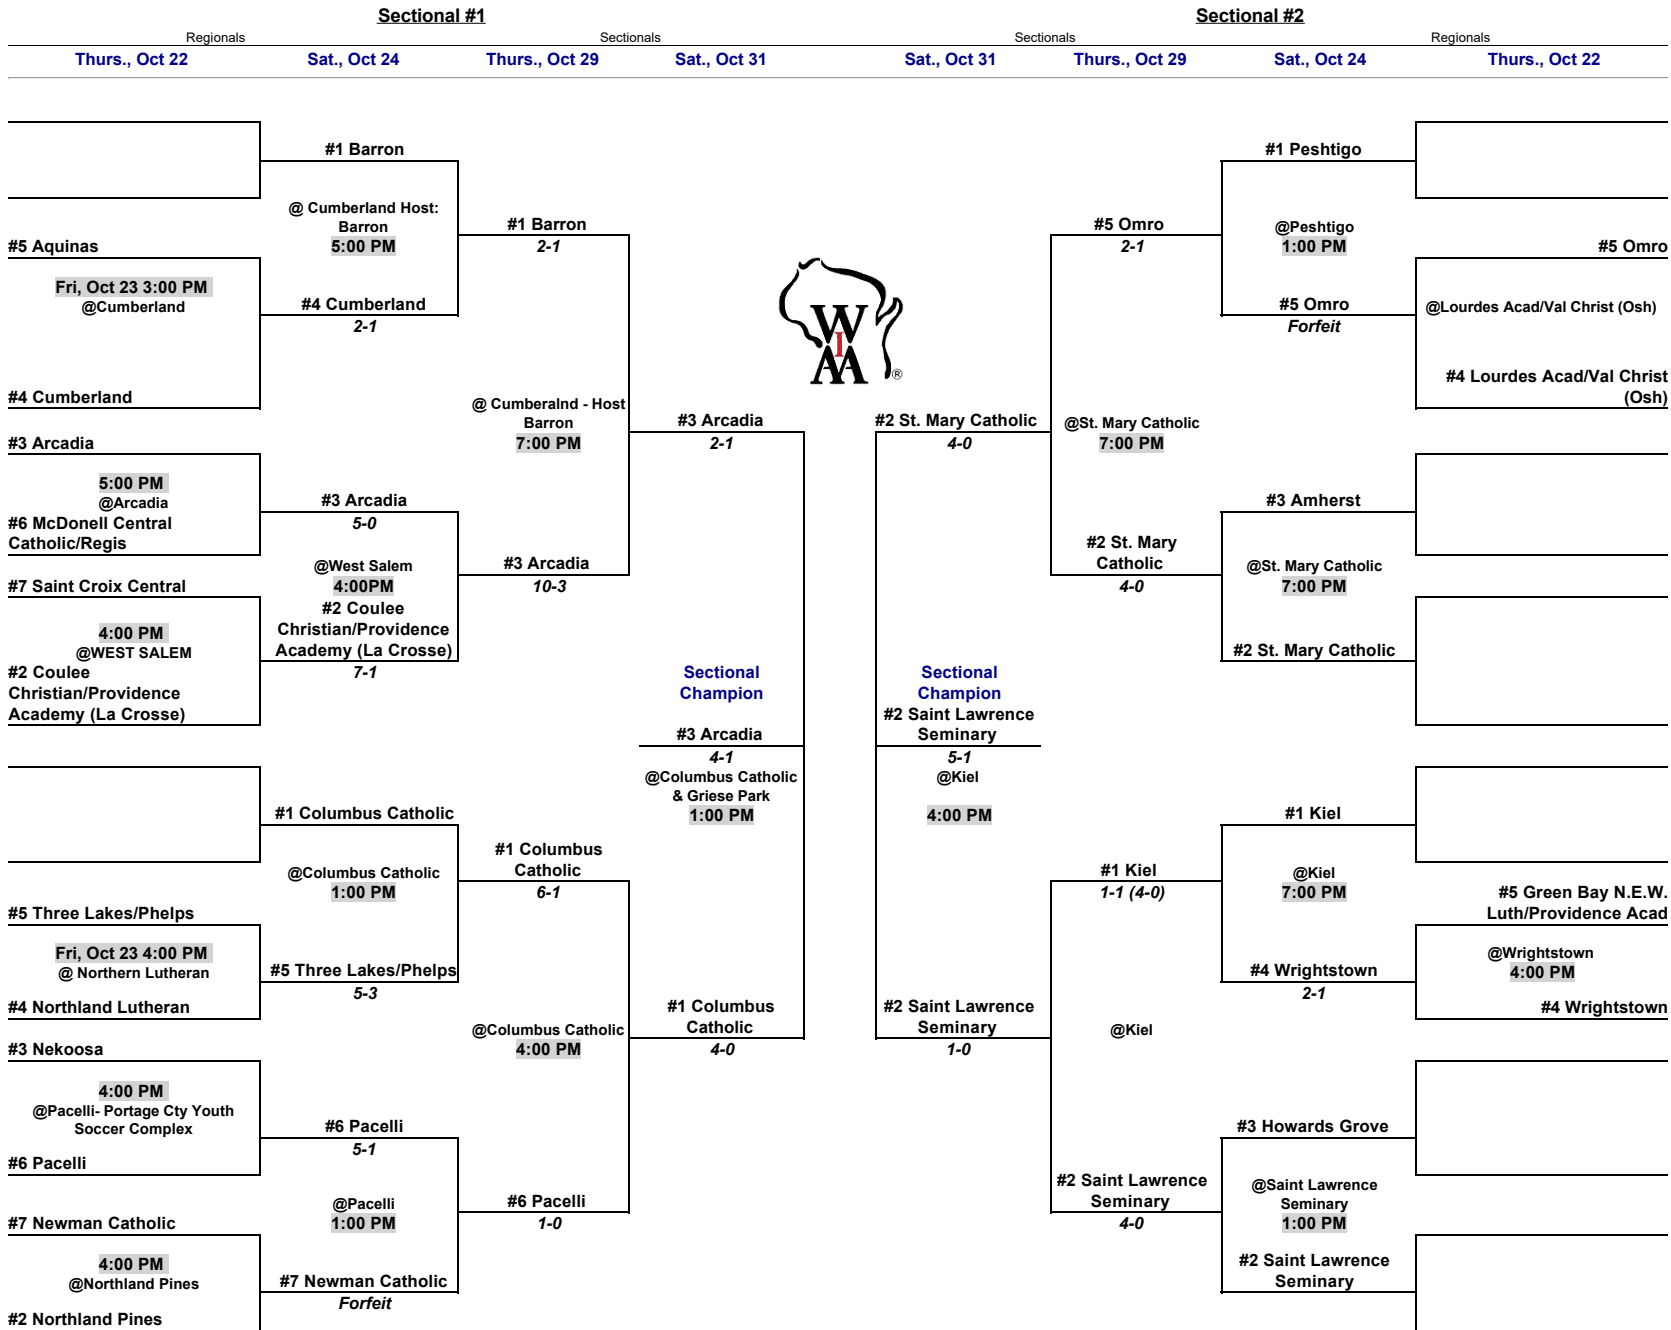 Sectional #1
Sectional #2
Regionals
Sectionals
Sectionals
Regionals
Thurs., Oct 22
Sat., Oct 24
Thurs., Oct 29
Sat., Oct 31
Sat., Oct 31
Thurs., Oct 29
Sat., Oct 24
Thurs., Oct 22
#5 Aquinas
Fri, Oct 23 3:00 PM
@Cumberland
#4 Cumberland
#3 Arcadia
5:00 PM
@Arcadia
#6 McDonell Central
Catholic/Regis
#7 Saint Croix Central
4:00 PM
@WEST SALEM
#2 Coulee
Christian/Providence
Academy (La Crosse)
#5 Three Lakes/Phelps
Fri, Oct 23 4:00 PM
@ Northern Lutheran
#4 Northland Lutheran
#3 Nekoosa
4:00 PM
@Pacelli- Portage Cty Youth
Soccer Complex
#6 Pacelli
#7 Newman Catholic
4:00 PM
@Northland Pines
#2 Northland Pines
#1 Barron
@ Cumberland Host:
Barron
5:00 PM
#4 Cumberland
2-1
#3 Arcadia
5-0
@West Salem
4:00PM
#2 Coulee
Christian/Providence
Academy (La Crosse)
7-1
#1 Columbus Catholic
@Columbus Catholic
1:00 PM
#5 Three Lakes/Phelps
5-3
#6 Pacelli
5-1
@Pacelli
1:00 PM
#7 Newman Catholic
Forfeit
#1 Barron
2-1
@ Cumberalnd - Host
Barron
7:00 PM
#3 Arcadia
10-3
#1 Columbus
Catholic
6-1
@Columbus Catholic
4:00 PM
#6 Pacelli
1-0
#3 Arcadia
2-1
Sectional
Champion
#3 Arcadia
4-1
@Columbus Catholic
& Griese Park
1:00 PM
#1 Columbus
Catholic
4-0
W
I
AA
®
#2 St. Mary Catholic
4-0
Sectional
Champion
#2 Saint Lawrence
Seminary
5-1
@Kiel
4:00 PM
#2 Saint Lawrence
Seminary
1-0
#5 Omro
2-1
@St. Mary Catholic
7:00 PM
#2 St. Mary
Catholic
4-0
#1 Kiel
1-1 (4-0)
@Kiel
#2 Saint Lawrence
Seminary
4-0
#1 Peshtigo
@Peshtigo
1:00 PM
#5 Omro
Forfeit
#3 Amherst
@St. Mary Catholic
7:00 PM
#2 St. Mary Catholic
#1 Kiel
@Kiel
7:00 PM
#4 Wrightstown
2-1
#3 Howards Grove
@Saint Lawrence
Seminary
1:00 PM
#2 Saint Lawrence
Seminary
#5 Omro
@Lourdes Acad/Val Christ (Osh)
#4 Lourdes Acad/Val Christ
(Osh)
#5 Green Bay N.E.W.
Luth/Providence Acad
@Wrightstown
4:00 PM
#4 Wrightstown